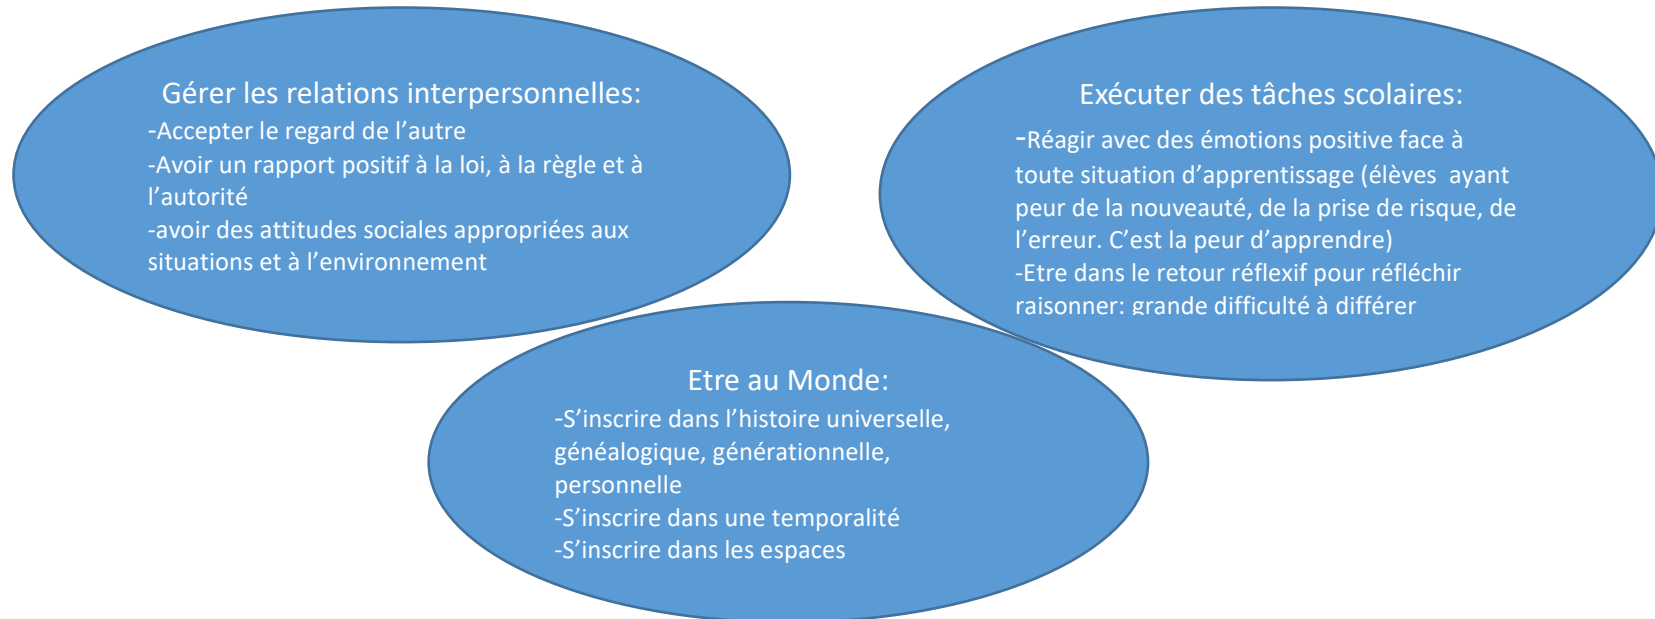 Gérer les relations interpersonnelles:
-Accepter le regard de l’autre
-Avoir un rapport positif à la loi, à la règle et à
l’autorité
-avoir des attitudes sociales appropriées aux
situations et à l’environnement
Exécuter des tâches scolaires:
-Réagir avec des émotions positive face à
toute situation d’apprentissage (élèves  ayant
peur de la nouveauté, de la prise de risque, de
l’erreur. C’est la peur d’apprendre)
-Etre dans le retour réflexif pour réfléchir
raisonner: grande difficulté à différer
Etre au Monde:
-S’inscrire dans l’histoire universelle,
généalogique, générationnelle,
personnelle
-S’inscrire dans une temporalité
-S’inscrire dans les espaces